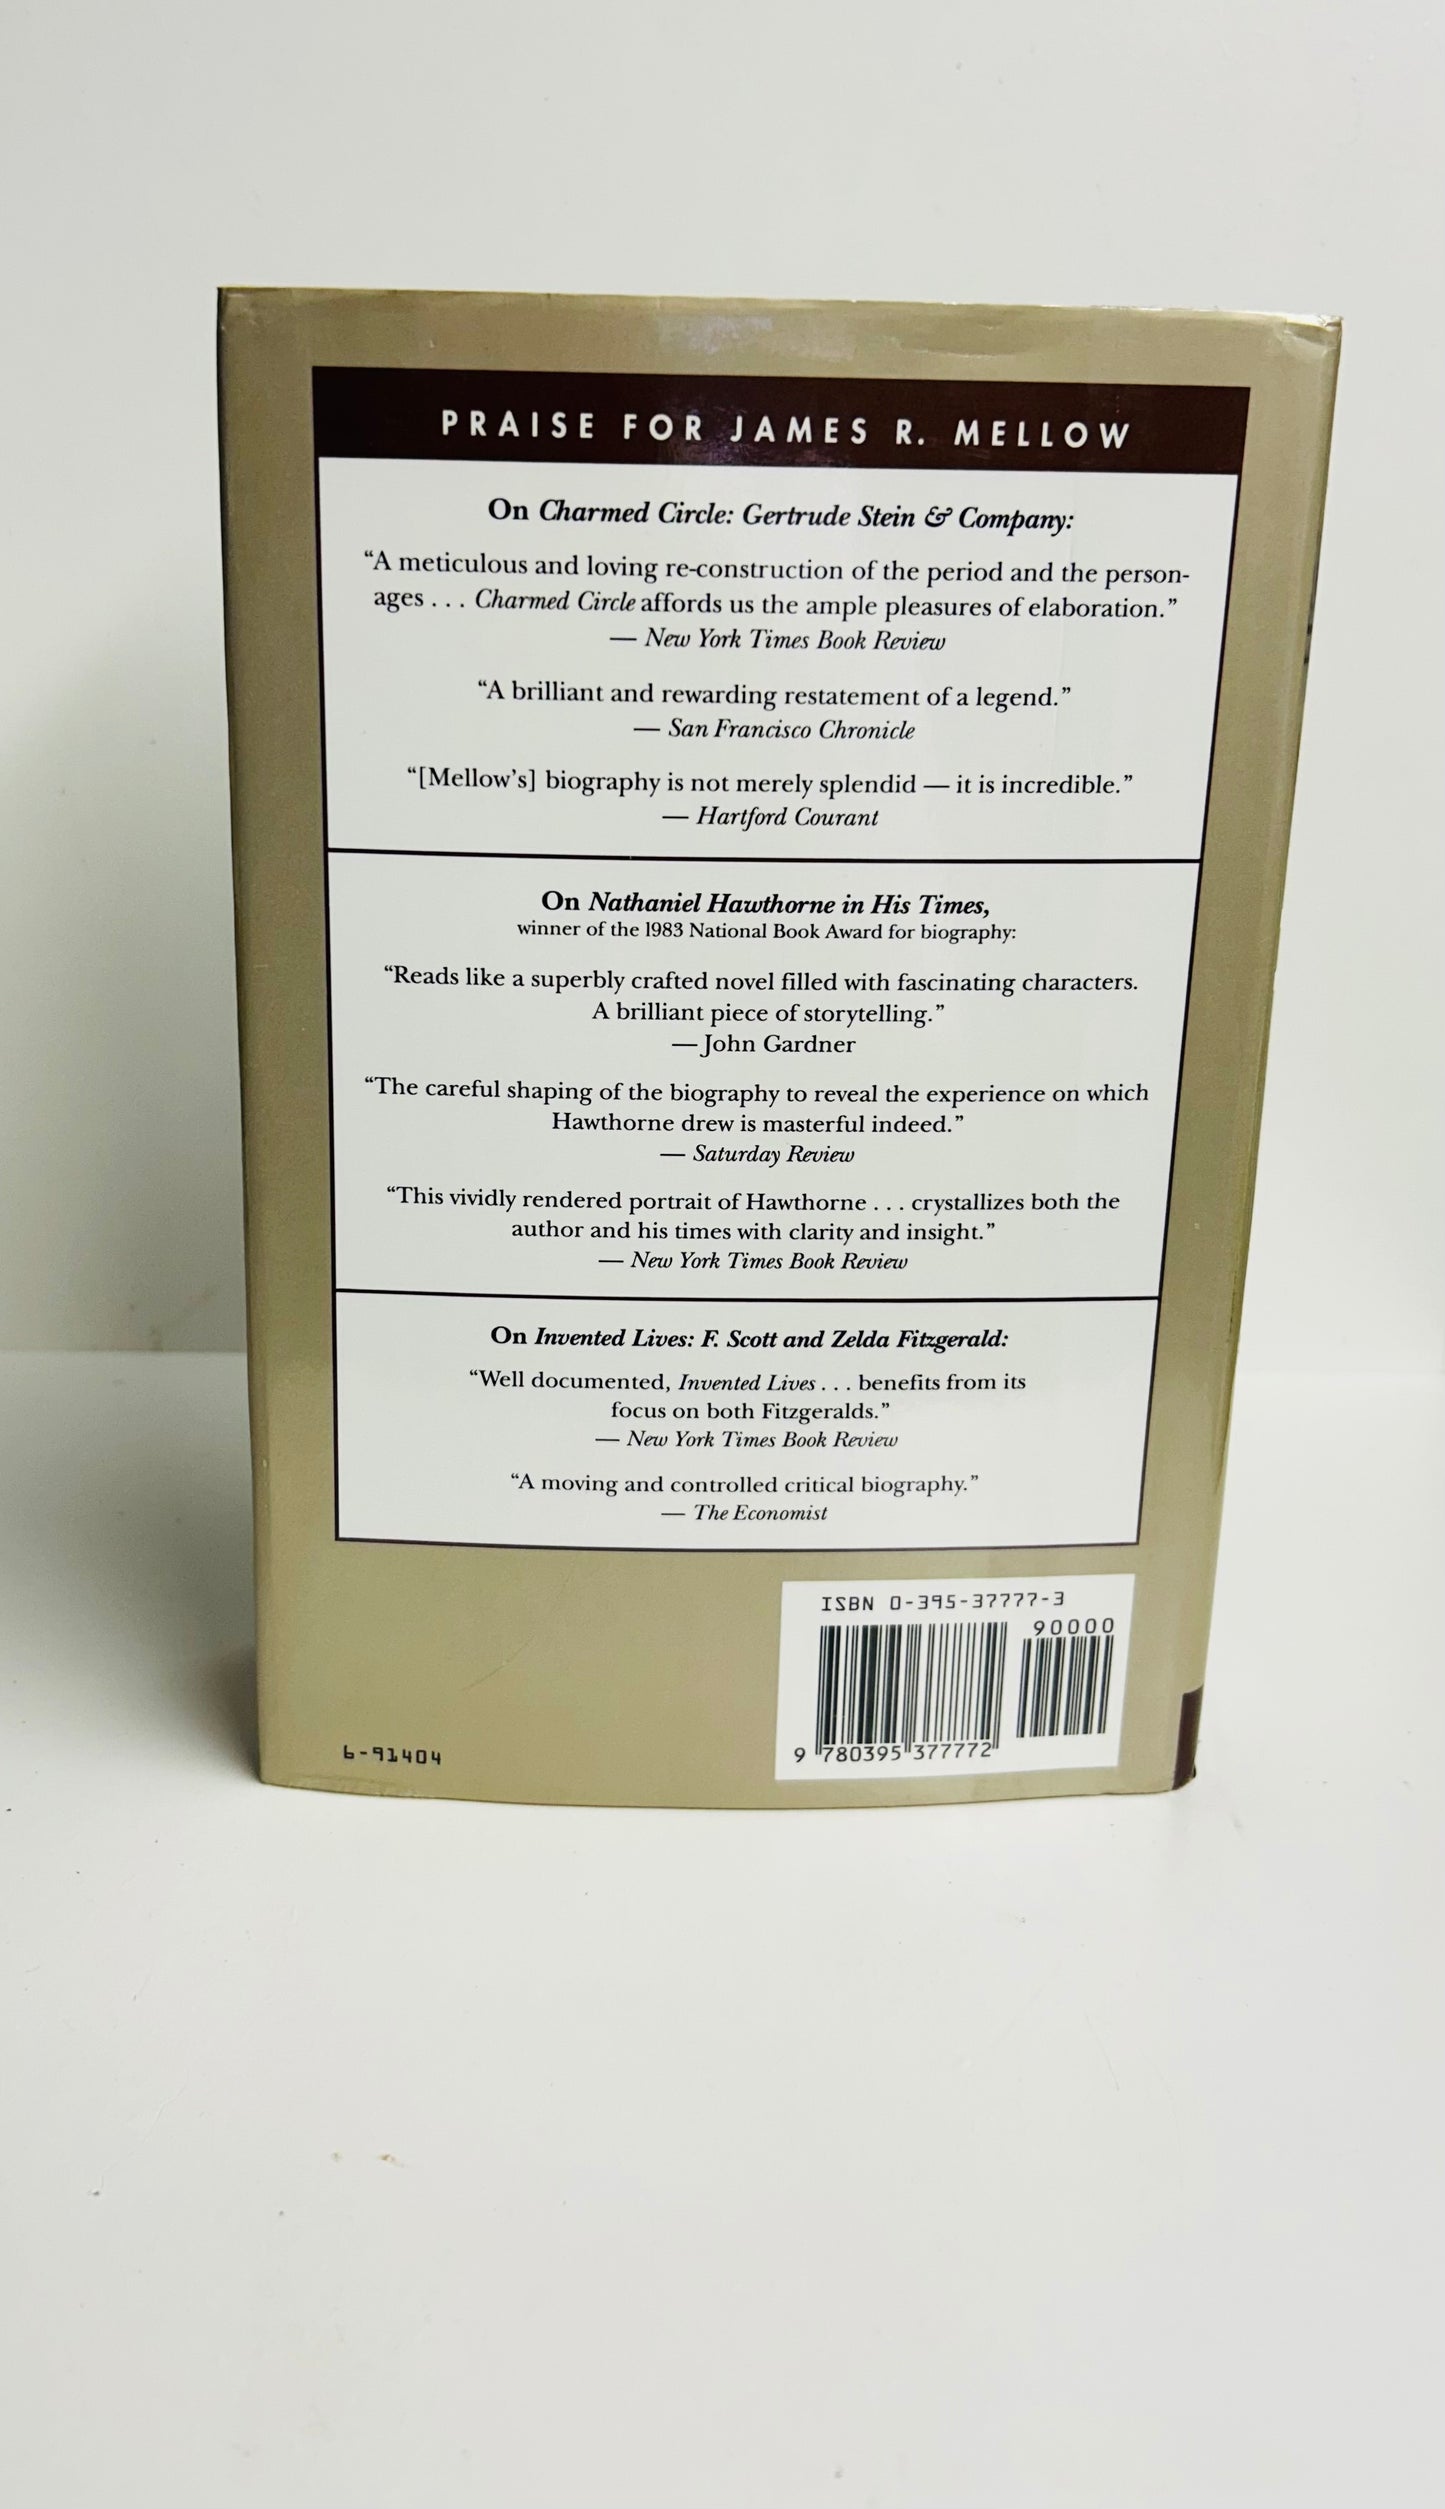 PRAISE FOR JAMES R. MELLOW
On Charmed Circle: Gertrude Stein & Company:
“A meticulous and loving re-construction of the period and the person-
ages . . . Charmed Circle affords us the ample pleasures of elaboration.”
— New York Times Book Review
“A brilliant and rewarding restatement of a legend.”
— San Francisco Chronicle
“[Mellow’s] biography is not merely splendid — it is incredible.”
— Hartford Courant
On Nathaniel Hawthorne in His Times,
winner of the 1983 National Book Award for biography:
“Reads like a superbly crafted novel filled with fascinating characters.
A brilliant piece of storytelling.”
— John Gardner
“The careful shaping of the biography to reveal the experience on which
Hawthorne drew is masterful indeed.”
— Saturday Review
“This vividly rendered portrait of Hawthorne . . . crystallizes both the
author and his times with clarity and insight.”
— New York Times Book Review
On Invented Lives: F. Scott and Zelda Fitzgerald:
“Well documented, Invented Lives . . . benefits from its
focus on both Fitzgeralds.”
— New York Times Book Review
“A moving and controlled critical biography.”
— The Economist
ISBN 0-395-37777-3
90000
9 780395 377772
6-91404